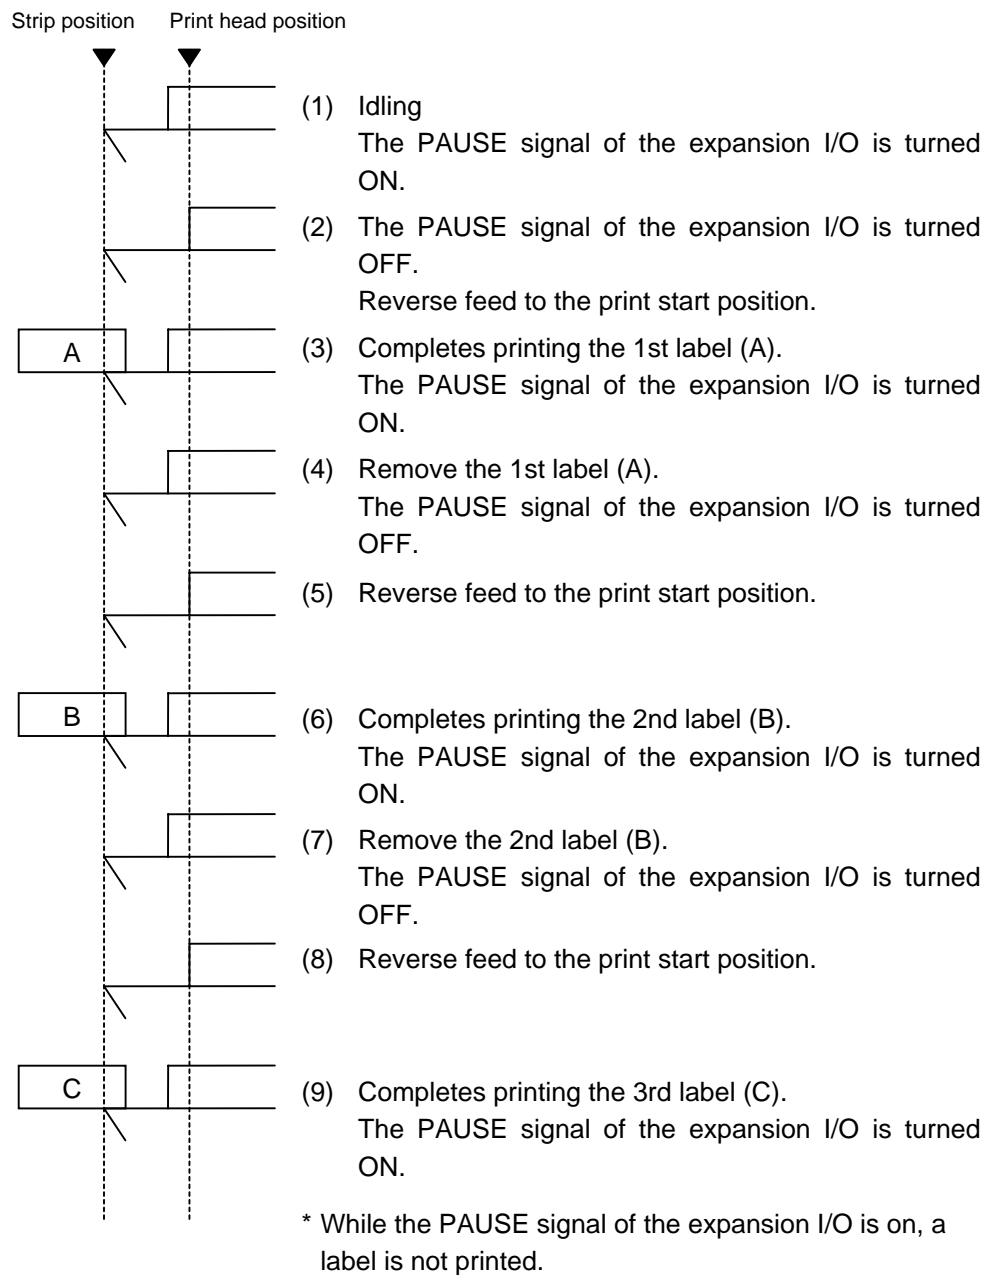 Strip position Print head position
(1) Idling
The PAUSE signal of the expansion I/O is turned
ON.
(2) The PAUSE signal of the expansion I/O is turned
OFF.
Reverse feed to the print start position.
A
(3) Completes printing the 1st label (A).
The PAUSE signal of the expansion I/O is turned
ON.
(4) Remove the 1st label (A).
The PAUSE signal of the expansion I/O is turned
OFF.
(5) Reverse feed to the print start position.
B
(6) Completes printing the 2nd label (B).
The PAUSE signal of the expansion I/O is turned
ON.
(7) Remove the 2nd label (B).
The PAUSE signal of the expansion I/O is turned
OFF.
(8) Reverse feed to the print start position.
C
(9) Completes printing the 3rd label (C).
The PAUSE signal of the expansion I/O is turned
ON.
* While the PAUSE signal of the expansion I/O is on, a
label is not printed.